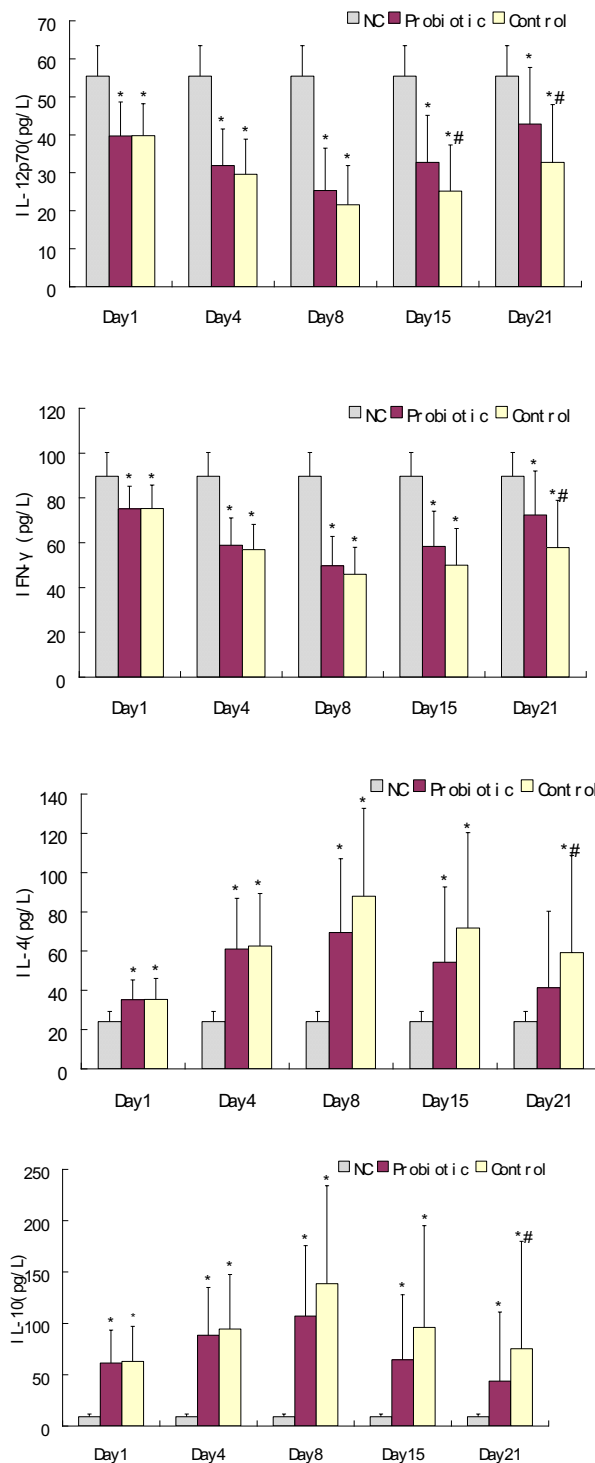 NC Probiotic Control
70
60
50
40
30
20
10
0
IL-12p70(pg/L)
* * * * * * * *# * *#
Day1 Day4 Day8 Day15 Day21
NC Probiotic Control
120
100
80
60
40
20
0
IFN-γ (pg/L)
* * * * * * * * * *#
Day1 Day4 Day8 Day15 Day21
NC Probiotic Control
140
120
100
80
60
40
20
0
IL-4(pg/L)
* * * * * * * * *#
Day1 Day4 Day8 Day15 Day21
NC Probiotic Control
250
200
150
100
50
0
IL-10(pg/L)
* * * * * * * * * *#
Day1 Day4 Day8 Day15 Day21